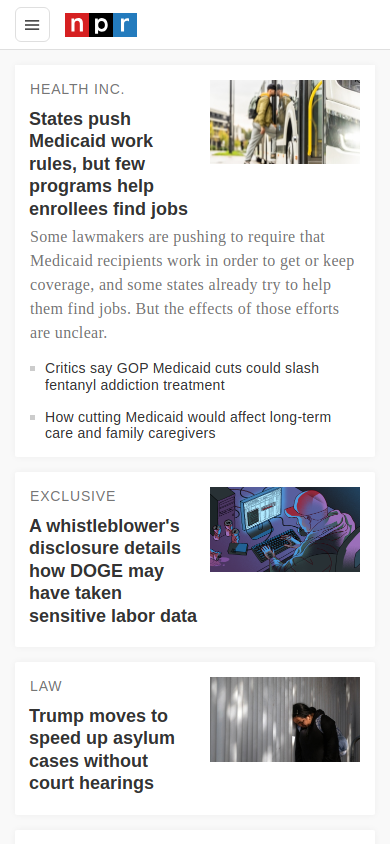 npr
HEALTH INC.
States push
Medicaid work
rules, but few
programs help
enrollees find jobs
Some lawmakers are pushing to require that
Medicaid recipients work in order to get or keep
coverage, and some states already try to help
them find jobs. But the effects of those efforts
are unclear.
Critics say GOP Medicaid cuts could slash
fentanyl addiction treatment
How cutting Medicaid would affect long-term
care and family caregivers
EXCLUSIVE
A whistleblower's
disclosure details
how DOGE may
have taken
sensitive labor data
LAW
Trump moves to
speed up asylum
cases without
court hearings